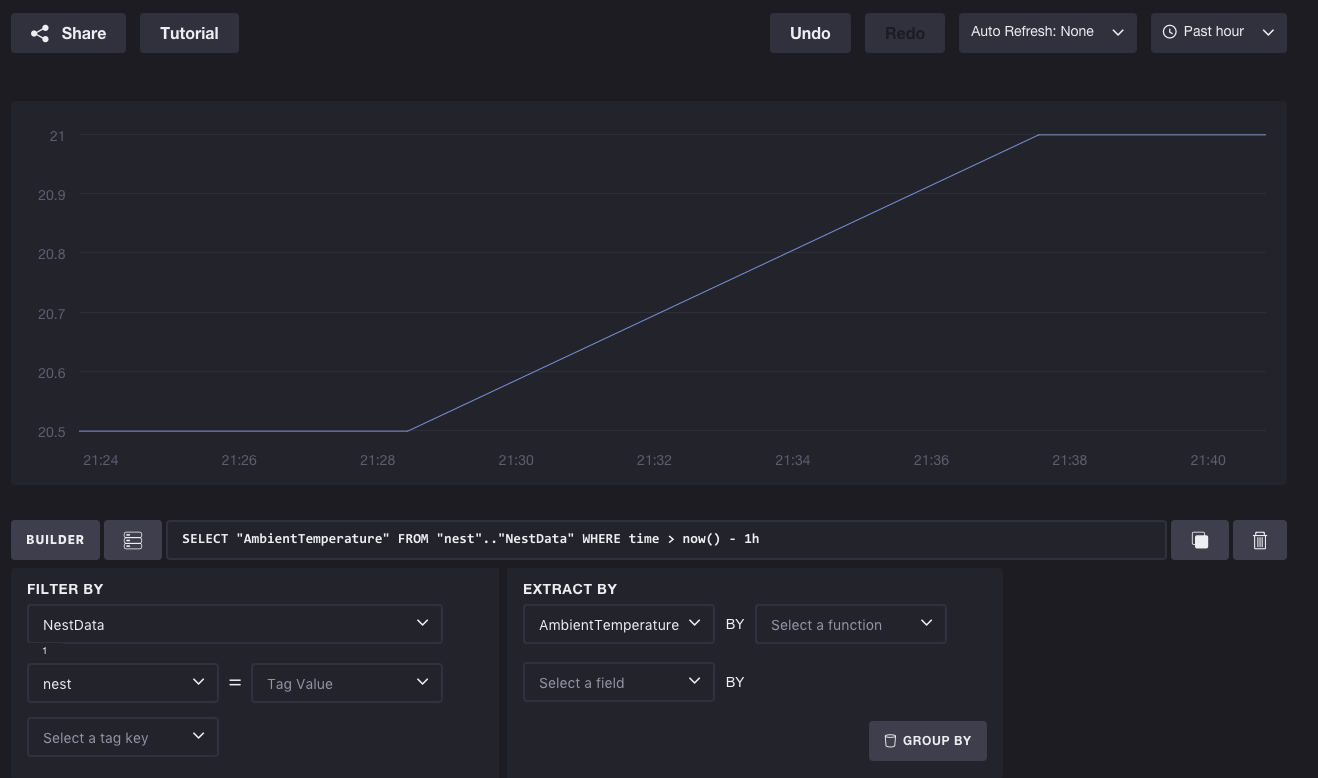 Share
Tutorial
Undo
Redo
Auto Refresh: None
Past hour
21
20.9
20.8
20.7
20.6
20.5
21:24 21:26 21:28 21:30 21:32 21:34 21:36 21:38 21:40
BUILDER
SELECT "AmbientTemperature" FROM "nest".."NestData" WHERE time > now() - 1h
FILTER BY
NestData
1
nest = Tag Value
Select a tag key
EXTRACT BY
AmbientTemperature BY Select a function
Select a field BY
GROUP BY